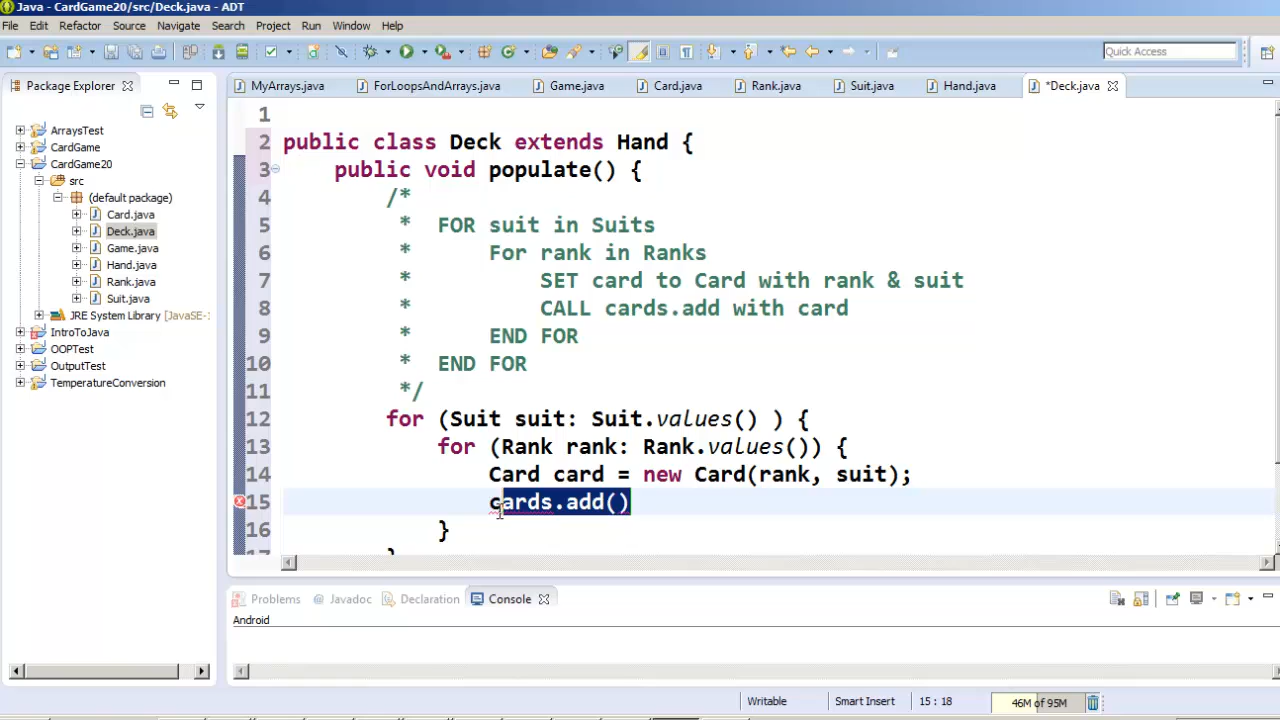 Java - CardGame20/src/Deck.java - ADT
File Edit Refactor Source Navigate Search Project Run Window Help
Quick Access
Package Explorer
MyArrays.java ForLoopsAndArrays.java Game.java Card.java Rank.java Suit.java Hand.java *Deck.java
ArraysTest
CardGame
CardGame20
src
(default package)
Card.java
Deck.java
Game.java
Hand.java
Rank.java
Suit.java
JRE System Library [JavaSE-1
IntroToJava
OOPTest
OutputTest
TemperatureConversion
1
2 public class Deck extends Hand {
3 public void populate() {
4 /*
5 * FOR suit in Suits
6 * For rank in Ranks
7 * SET card to Card with rank & suit
8 * CALL cards.add with card
9 * END FOR
10 * END FOR
11 */
12 for (Suit suit: Suit.values() ) {
13 for (Rank rank: Rank.values()) {
14 Card card = new Card(rank, suit);
15 cards.add()
16 }
17 }
Problems @ Javadoc Declaration Console
Android
Writable Smart Insert 15 : 18 46M of 95M